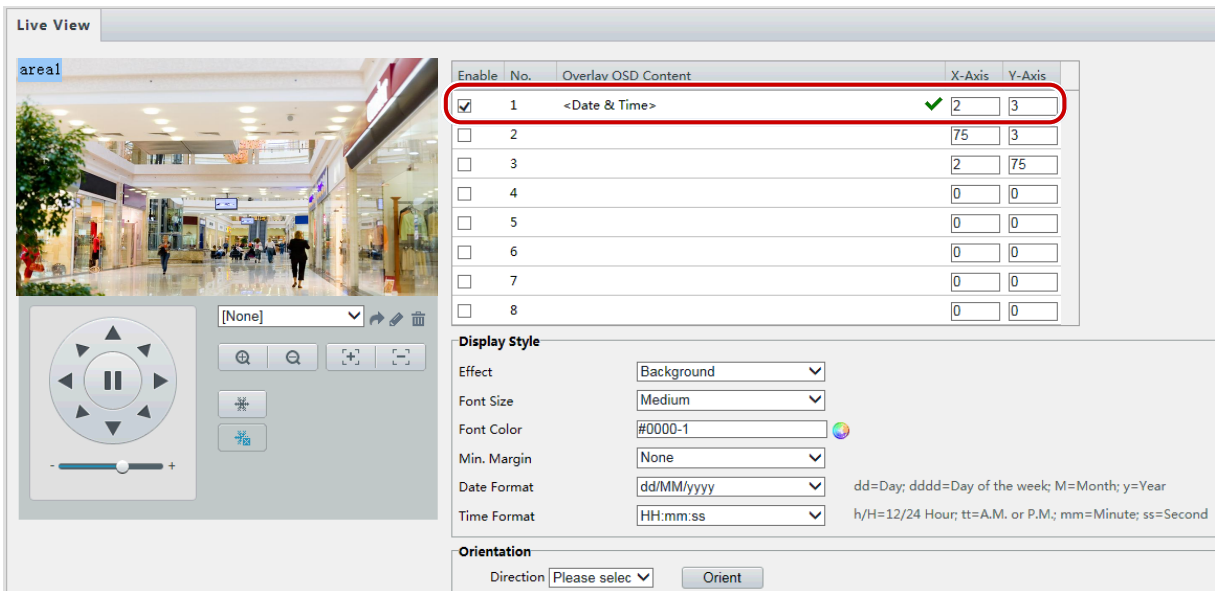 Live View
area1
Enable No. Overlay OSD Content X-Axis Y-Axis
1 <Date & Time> 2 3
2 75 3
3 2 75
4 0 0
5 0 0
6 0 0
7 0 0
8 0 0
[None]
- +
Display Style
Effect Background
Font Size Medium
Font Color #0000-1
Min. Margin None
Date Format dd/MM/yyyy dd=Day; dddd=Day of the week; M=Month; y=Year
Time Format HH:mm:ss h/H=12/24 Hour; tt=A.M. or P.M.; mm=Minute; ss=Second
Orientation
Direction Please selec Orient